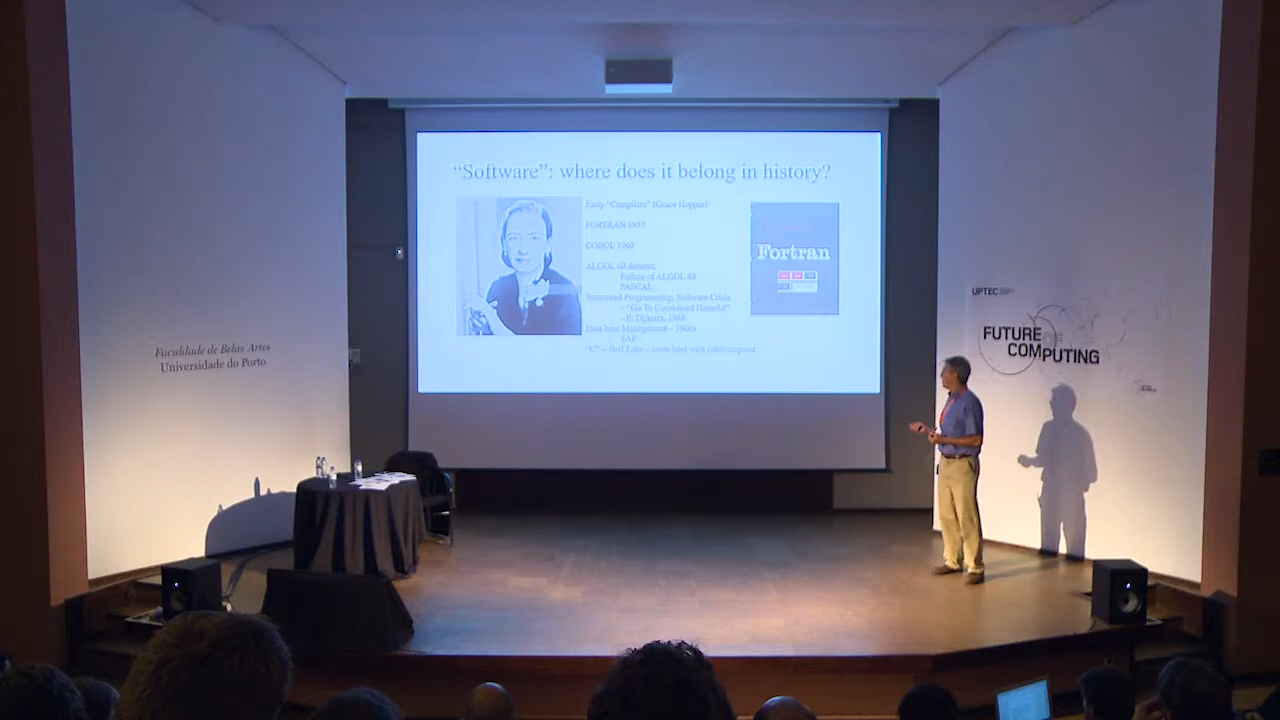 “Software”: where does it belong in history?
Early “Compilers” (Grace Hopper)
FORTRAN 1957
COBOL 1960
ALGOL 60 debates;
Failure of ALGOL 68
PASCAL
Structured Programming; Software Crisis
– “Go To Considered Harmful”
– E. Dijkstra, 1968
Data base Management – 1960s
- SAP
“C” – Bell Labs – came later with minicomputer
Fortran
Faculdade de Belas Artes
Universidade do Porto
UPTEC
FUTURE OF
COMPUTING